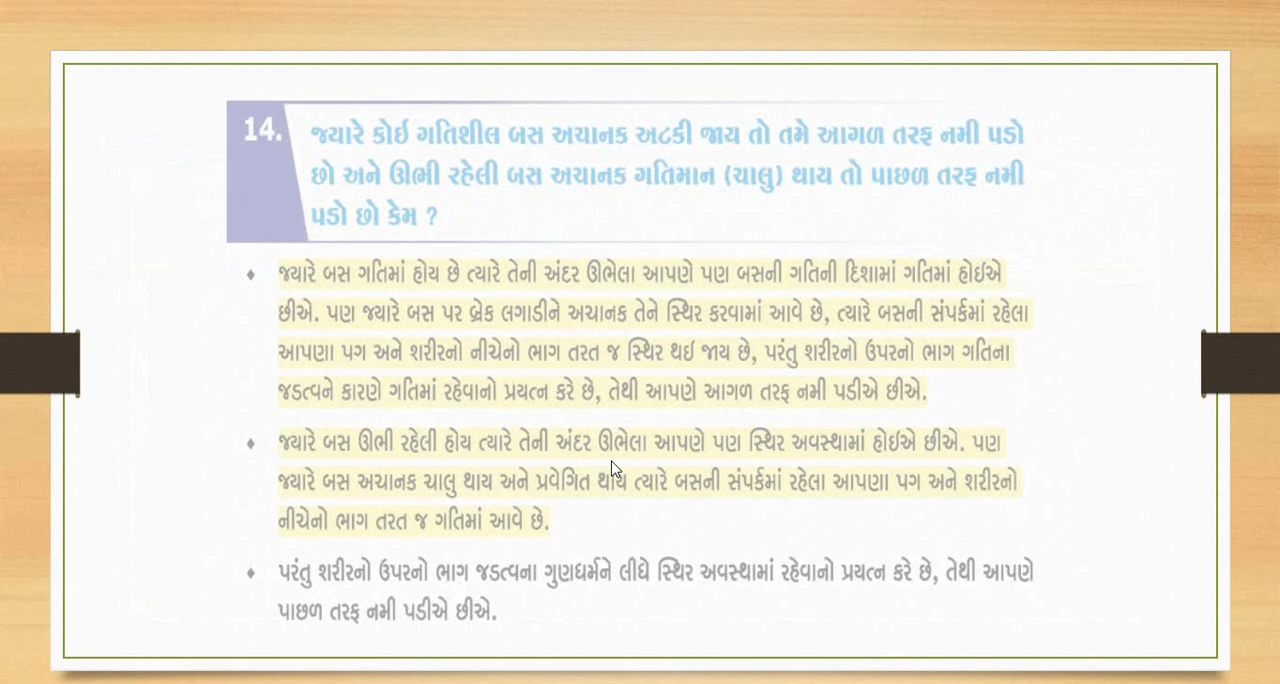 14.
જ્યારે કોઈ ગતિશીલ બસ અચાનક અટકી જાય તો તમે આગળ તરફ નમી પડો
છો અને ઊભી રહેલી બસ અચાનક ગતિમાન (ચાલુ) થાય તો પાછળ તરફ નમી
પડો છો કેમ ?
♦ જ્યારે બસ ગતિમાં હોય છે ત્યારે તેની અંદર ઊભેલા આપણે પણ બસની ગતિની દિશામાં ગતિમાં હોઈએ
છીએ. પણ જ્યારે બસ પર બ્રેક લગાડીને અચાનક તેને સ્થિર કરવામાં આવે છે, ત્યારે બસની સંપર્કમાં રહેલા
આપણા પગ અને શરીરનો નીચેનો ભાગ તરત જ સ્થિર થઈ જાય છે, પરંતુ શરીરનો ઉપરનો ભાગ ગતિના
જડત્વને કારણે ગતિમાં રહેવાનો પ્રયત્ન કરે છે, તેથી આપણે આગળ તરફ નમી પડીએ છીએ.
♦ જ્યારે બસ ઊભી રહેલી હોય ત્યારે તેની અંદર ઊભેલા આપણે પણ સ્થિર અવસ્થામાં હોઈએ છીએ. પણ
જ્યારે બસ અચાનક ચાલુ થાય અને પ્રવેગિત થાય ત્યારે બસની સંપર્કમાં રહેલા આપણા પગ અને શરીરનો
નીચેનો ભાગ તરત જ ગતિમાં આવે છે.
♦ પરંતુ શરીરનો ઉપરનો ભાગ જડત્વના ગુણધર્મને લીધે સ્થિર અવસ્થામાં રહેવાનો પ્રયત્ન કરે છે, તેથી આપણે
પાછળ તરફ નમી પડીએ છીએ.